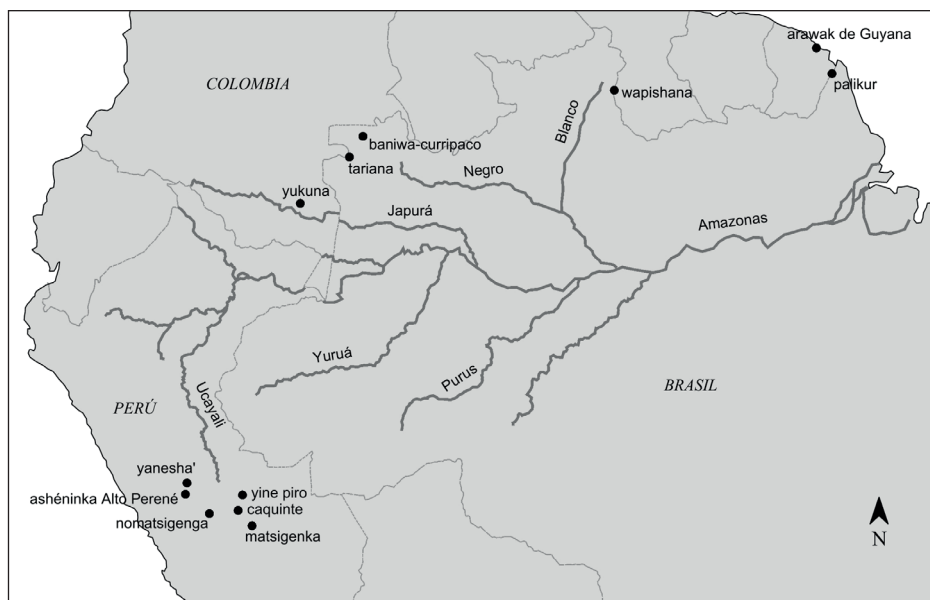 arawak de Guyana
COLOMBIA
palikur
wapishana
Blanco
baniwa-curripaco
tariana
Negro
yukuna
Japurá
Amazonas
Yuruá
Purus
BRASIL
Ucayali
PERÚ
yanesha'
ashéninka Alto Perené
yine piro
caquinte
nomatsigenga
matsigenka
N